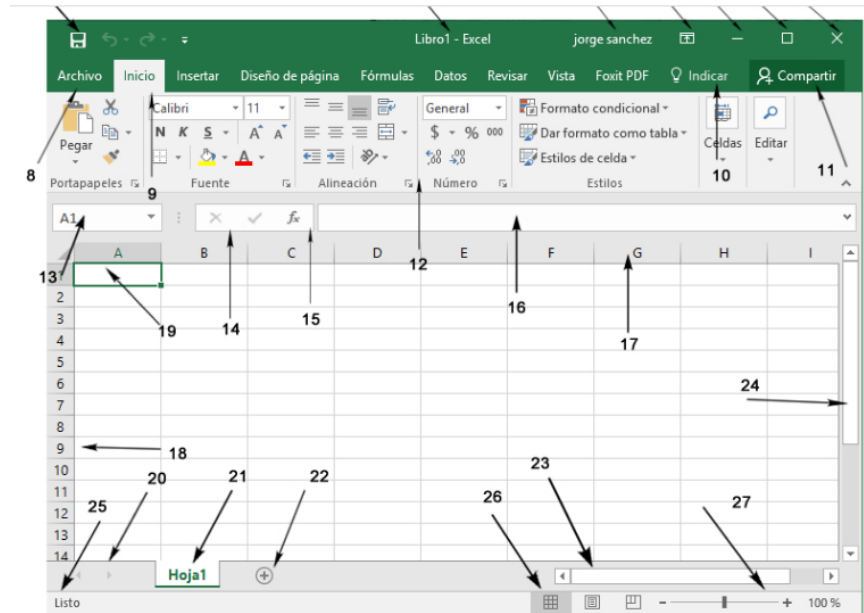 Libro1 - Excel jorge sanchez
Archivo Inicio Insertar Diseño de página Fórmulas Datos Revisar Vista Foxit PDF Indicar Compartir
Calibri 11 General Formato condicional
Pegar N K S A A $ % 000 Dar formato como tabla Celdas Editar
A ,00 ,0 Estilos de celda
8 9 10 11
Portapapeles Fuente Alineación Número Estilos
A1 fx
A B C D E F G H I
12
13 1
2 14 15 16
3
4 19 17
5
6 24
7
8
9 18
10 20 21 22 23
11 26
12 25 27
13
14
Hoja1
Listo 100 %